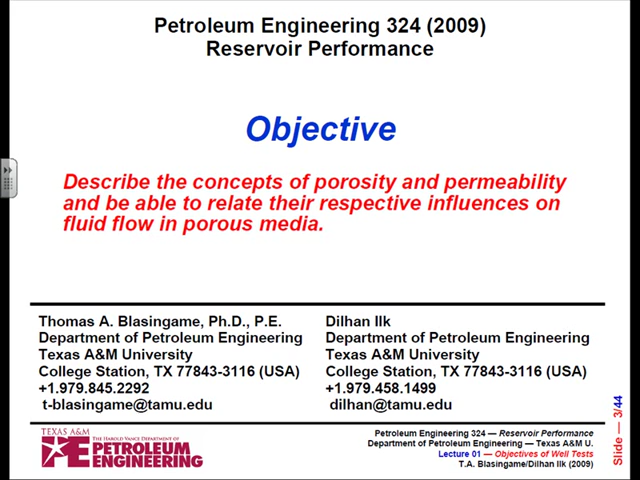 Petroleum Engineering 324 (2009)
Reservoir Performance
Objective
Describe the concepts of porosity and permeability
and be able to relate their respective influences on
fluid flow in porous media.
Thomas A. Blasingame, Ph.D., P.E.
Department of Petroleum Engineering
Texas A&M University
College Station, TX 77843-3116 (USA)
+1.979.845.2292
t-blasingame@tamu.edu
Dilhan Ilk
Department of Petroleum Engineering
Texas A&M University
College Station, TX 77843-3116 (USA)
+1.979.458.1499
dilhan@tamu.edu
TEXAS A&M
THE HAROLD VANCE DEPARTMENT OF
PE PETROLEUM
ENGINEERING
Petroleum Engineering 324 — Reservoir Performance
Department of Petroleum Engineering — Texas A&M U.
Lecture 01 — Objectives of Well Tests
T.A. Blasingame/Dilhan Ilk (2009)
Slide — 3/44